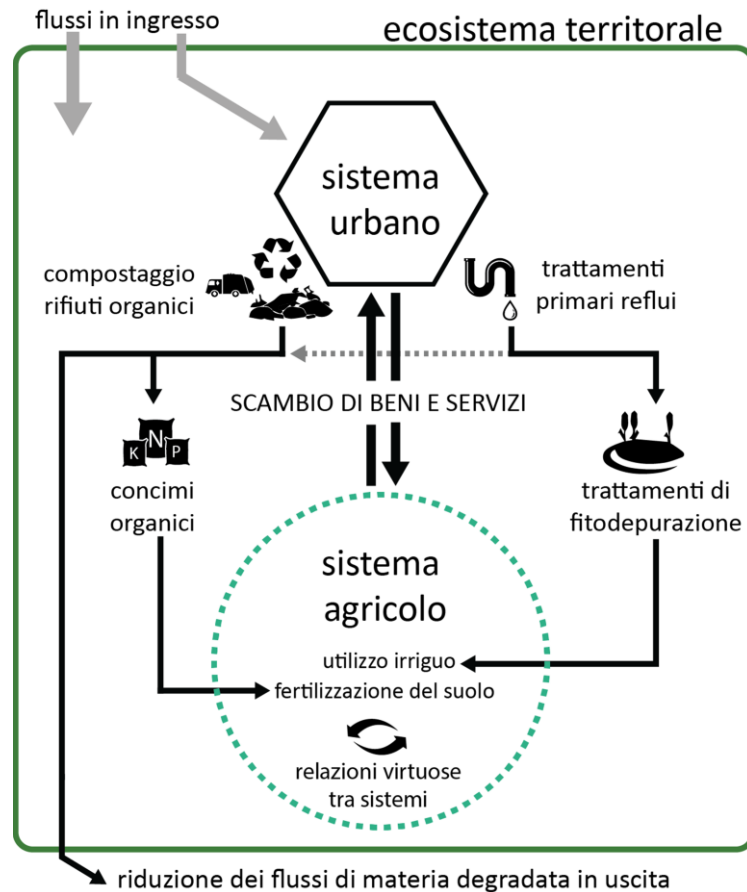 flussi in ingresso
ecosistema territorale
sistema
urbano
compostaggio
rifiuti organici
trattamenti
primari reflui
SCAMBIO DI BENI E SERVIZI
K N P
concimi
organici
trattamenti di
fitodepurazione
sistema
agricolo
utilizzo irriguo
fertilizzazione del suolo
relazioni virtuose
tra sistemi
riduzione dei flussi di materia degradata in uscita